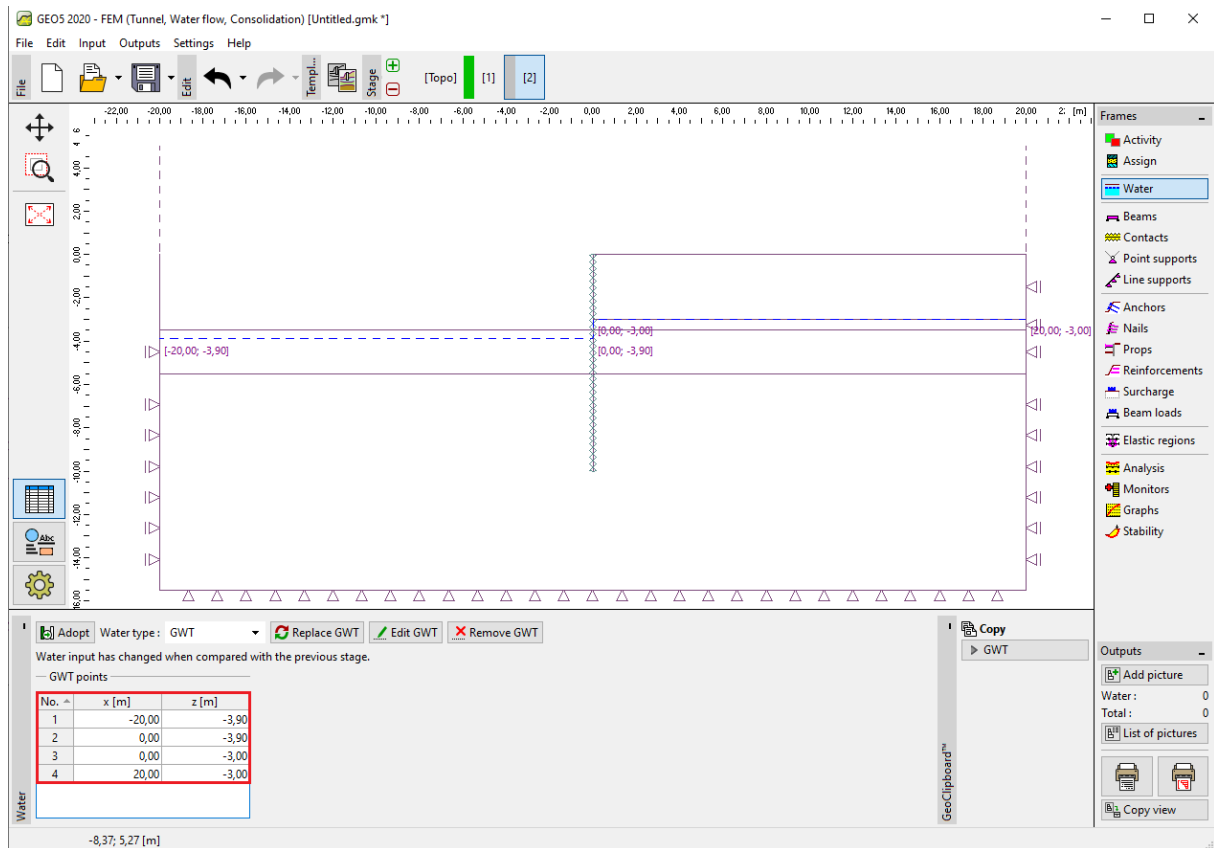 GEO5 2020 - FEM (Tunnel, Water flow, Consolidation) [Untitled.gmk *]
File Edit Input Outputs Settings Help
File
Edit
Templ...
Stage
[Topo] [1] [2]
-22,00 -20,00 -18,00 -16,00 -14,00 -12,00 -10,00 -8,00 -6,00 -4,00 -2,00 0,00 2,00 4,00 6,00 8,00 10,00 12,00 14,00 16,00 18,00 20,00 2; [m]
6
4,00
2,00
0,00
-2,00
-4,00
-6,00
-8,00
-10,00
-12,00
-14,00
16,00
[0,00; -3,00] [20,00; -3,00]
[-20,00; -3,90] [0,00; -3,90]
Abc
Frames
Activity
Assign
Water
Beams
Contacts
Point supports
Line supports
Anchors
Nails
Props
Reinforcements
Surcharge
Beam loads
Elastic regions
Analysis
Monitors
Graphs
Stability
Adopt Water type : GWT Replace GWT Edit GWT Remove GWT
Water input has changed when compared with the previous stage.
GWT points
No. x [m] z [m]
1 -20,00 -3,90
2 0,00 -3,90
3 0,00 -3,00
4 20,00 -3,00
Water
Copy
GWT
GeoClipboard™
Outputs
Add picture
Water : 0
Total : 0
List of pictures
Copy view
-8,37; 5,27 [m]